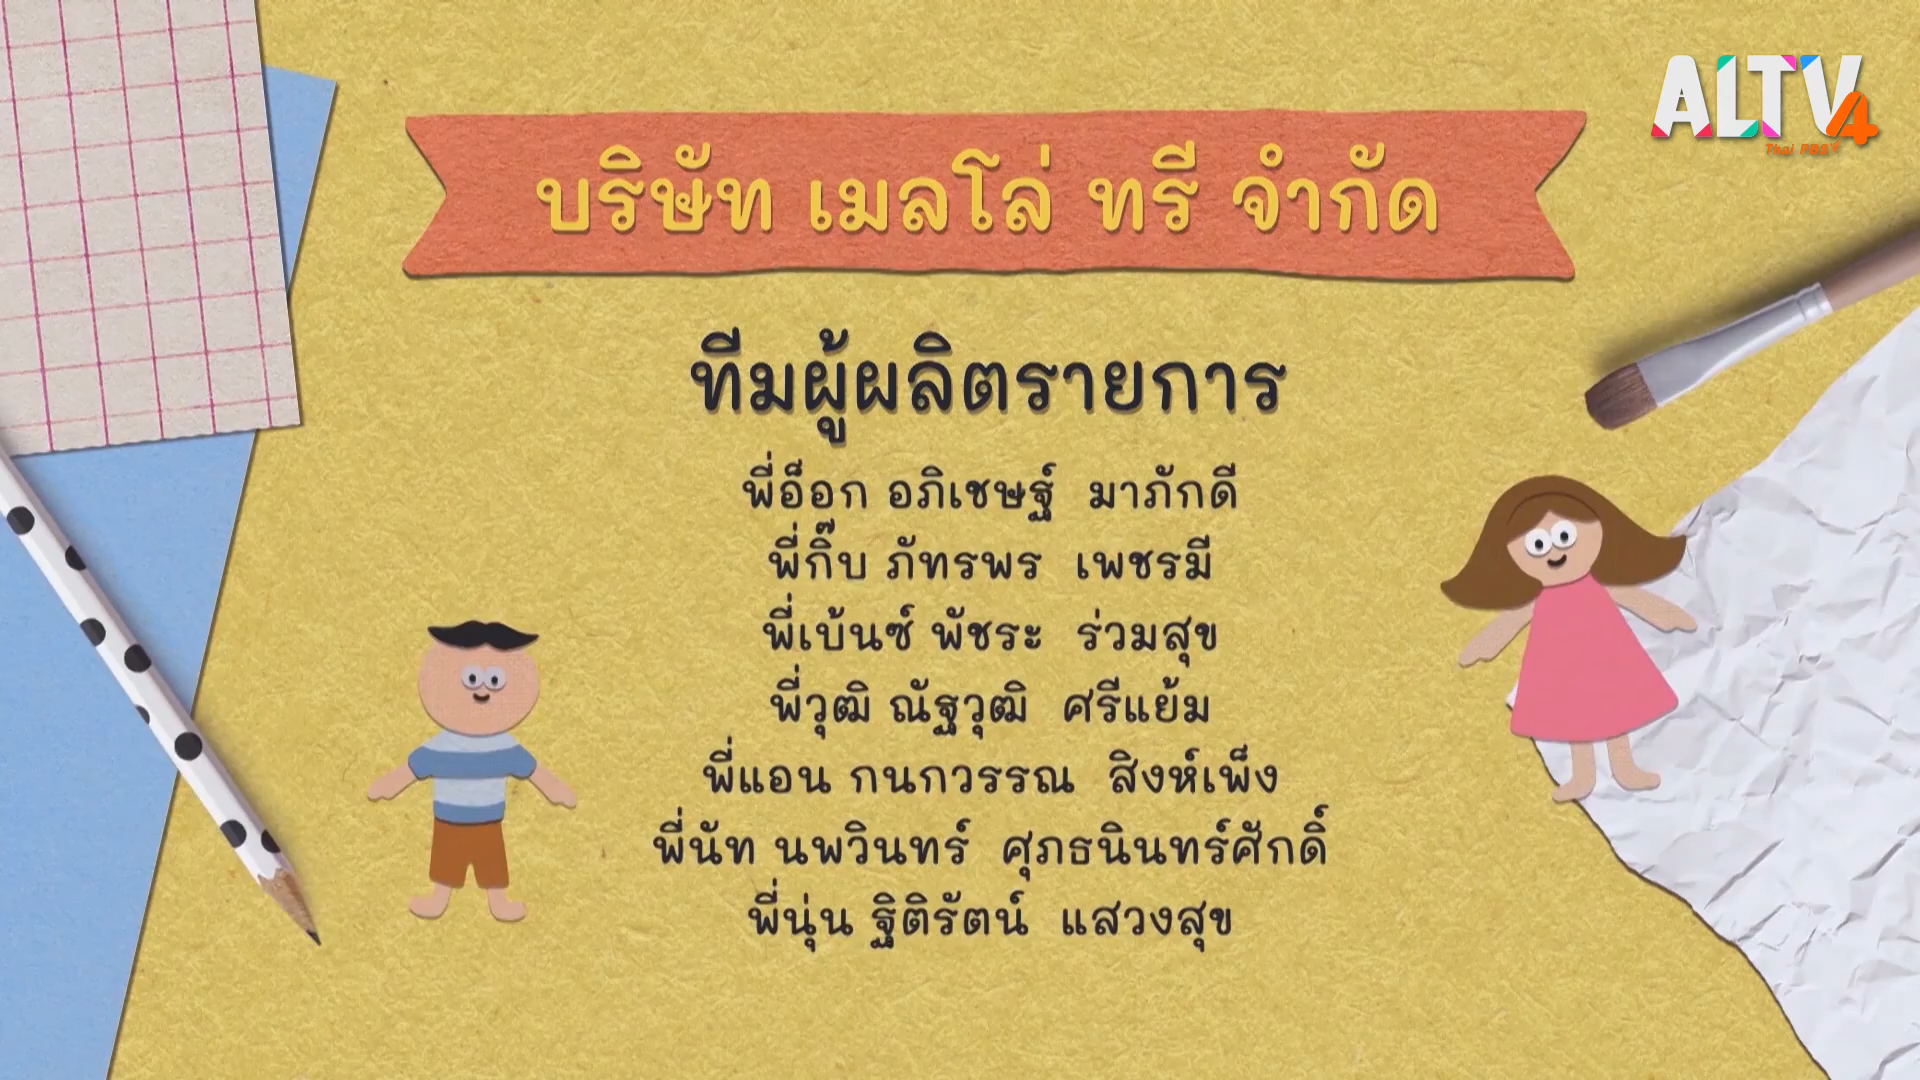 ALTV4
Thai PBS
บริษัท เมลโล่ ทรี จำกัด
ทีมผู้ผลิตรายการ
พี่อ็อก อภิเชษฐ์ มาภักดี
พี่กิ๊บ ภัทรพร เพชรมี
พี่เบ้นซ์ พัชระ ร่วมสุข
พี่วุฒิ ณัฐวุฒิ ศรีแย้ม
พี่แอน กนกวรรณ สิงห์เพ็ง
พี่นัท นพวินทร์ ศุภธนินทร์ศักดิ์
พี่นุ่น ฐิติรัตน์ แสวงสุข